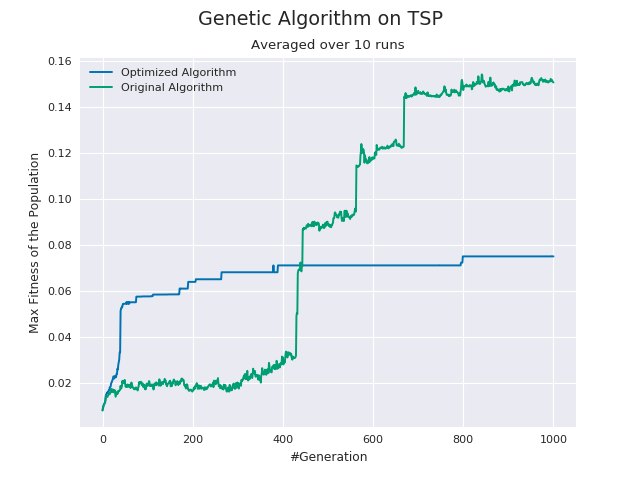 Genetic Algorithm on TSP
Averaged over 10 runs
Optimized Algorithm
Original Algorithm
Max Fitness of the Population
0.16
0.14
0.12
0.10
0.08
0.06
0.04
0.02
0 200 400 600 800 1000
#Generation